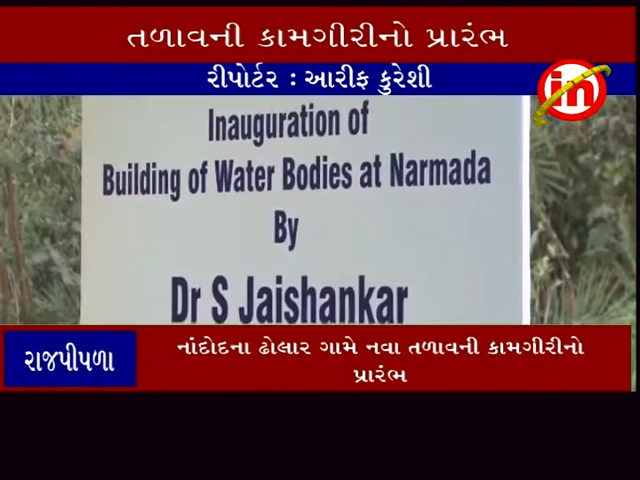 તળાવની કામગીરીનો પ્રારંભ
રીપોર્ટર : આરીફ કુરેશી
in
Inauguration of
Building of Water Bodies at Narmada
By
Dr S Jaishankar
રાજપીપળા
નાંદોદના ઢોલાર ગામે નવા તળાવની કામગીરીનો
પ્રારંભ